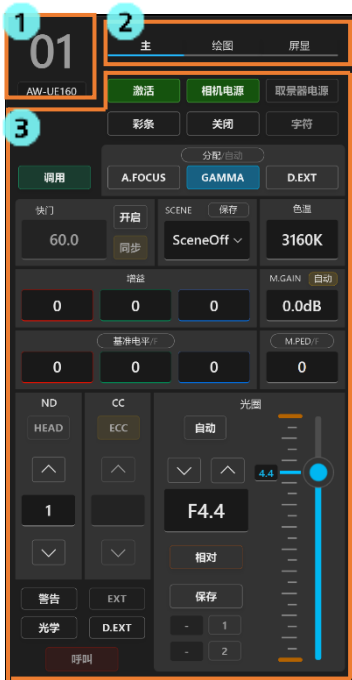 1
2
01
主 绘图 屏显
AW-UE160
激活 相机电源 取景器电源
3
彩条 关闭 字符
分配/自动
调用 A.FOCUS GAMMA D.EXT
快门 开启 SCENE 保存 色温
60.0 同步 SceneOff 3160K
增益 M.GAIN 自动
0 0 0 0.0dB
基准电平/F M.PED/F
0 0 0 0
ND CC 光圈
HEAD ECC 自动
4.4
1 F4.4
相对
警告 EXT 保存
光学 D.EXT - 1
呼叫 - 2